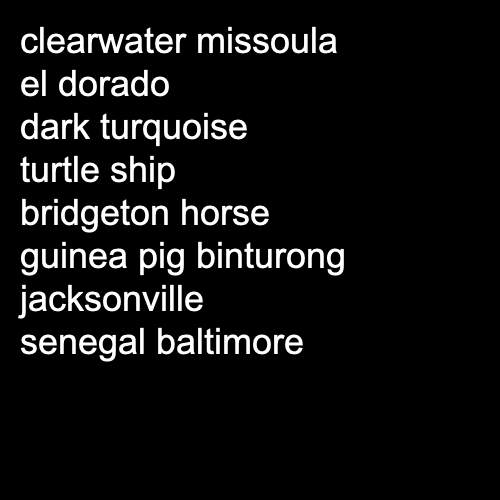 clearwater missoula
el dorado
dark turquoise
turtle ship
bridgeton horse
guinea pig binturong
jacksonville
senegal baltimore